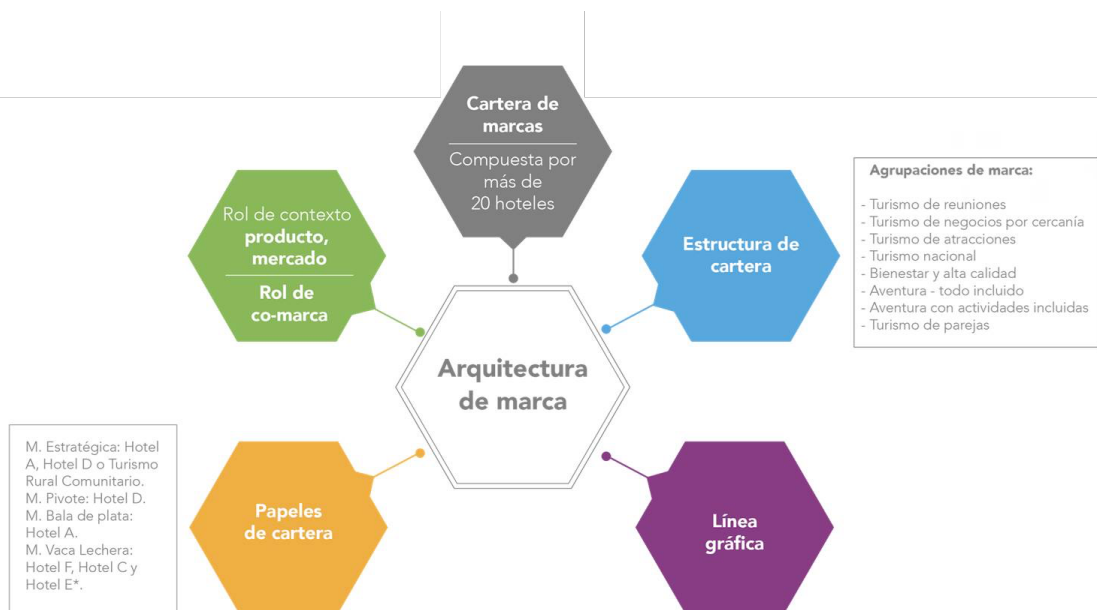 Cartera de
marcas
Compuesta por
más de
20 hoteles
Rol de contexto
producto,
mercado
Rol de
co-marca
Estructura de
cartera
Agrupaciones de marca:
- Turismo de reuniones
- Turismo de negocios por cercanía
- Turismo de atracciones
- Turismo nacional
- Bienestar y alta calidad
- Aventura - todo incluido
- Aventura con actividades incluidas
- Turismo de parejas
Arquitectura
de marca
M. Estratégica: Hotel
A, Hotel D o Turismo
Rural Comunitario.
M. Pivote: Hotel D.
M. Bala de plata:
Hotel A.
M. Vaca Lechera:
Hotel F, Hotel C y
Hotel E*.
Papeles
de cartera
Línea
gráfica